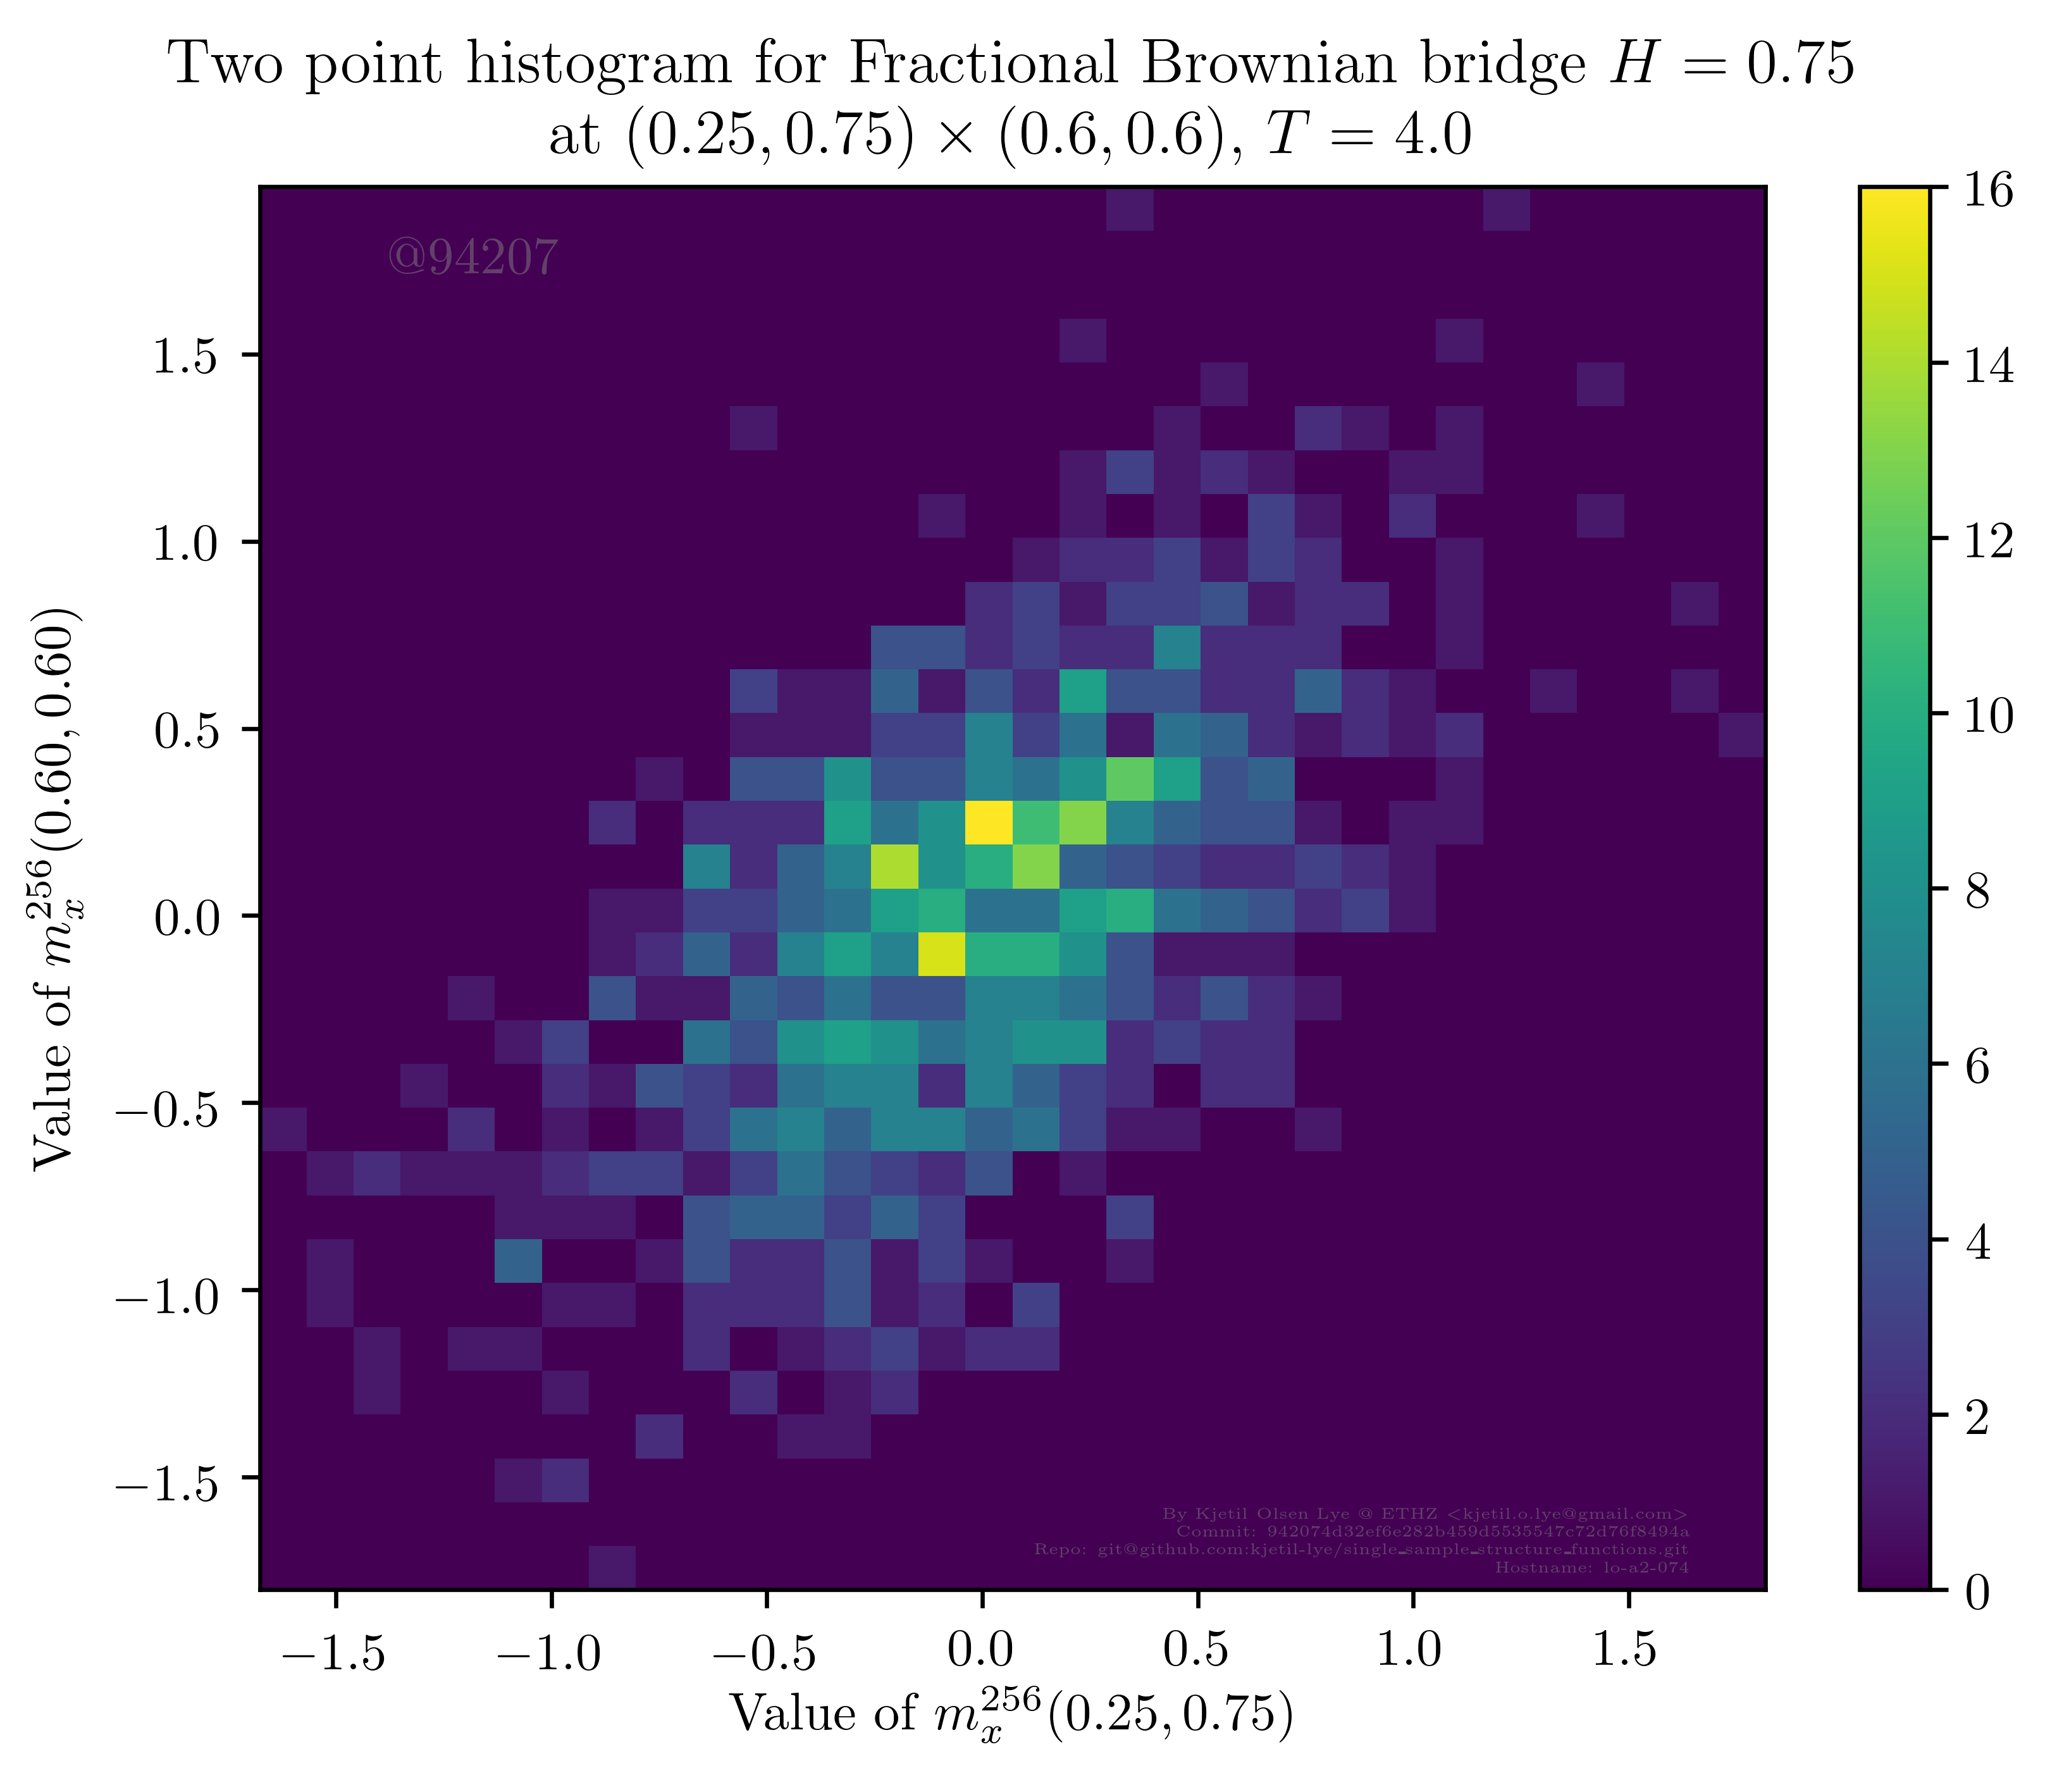 Two point histogram for Fractional Brownian bridge H = 0.75
at (0.25, 0.75) × (0.6, 0.6), T = 4.0
@94207
16
14
12
10
8
6
4
2
0
1.5
1.0
0.5
0.0
−0.5
−1.0
−1.5
Value of m_x^256(0.60, 0.60)
By Kjetil Olsen Lye @ ETHZ <kjetil.o.lye@gmail.com>
Commit: 942074d32ef6e282b459d5535547c72d76f8494a
Repo: git@github.com:kjetil-lye/single_sample_structure_functions.git
Hostname: lo-a2-074
−1.5 −1.0 −0.5 0.0 0.5 1.0 1.5
Value of m_x^256(0.25, 0.75)